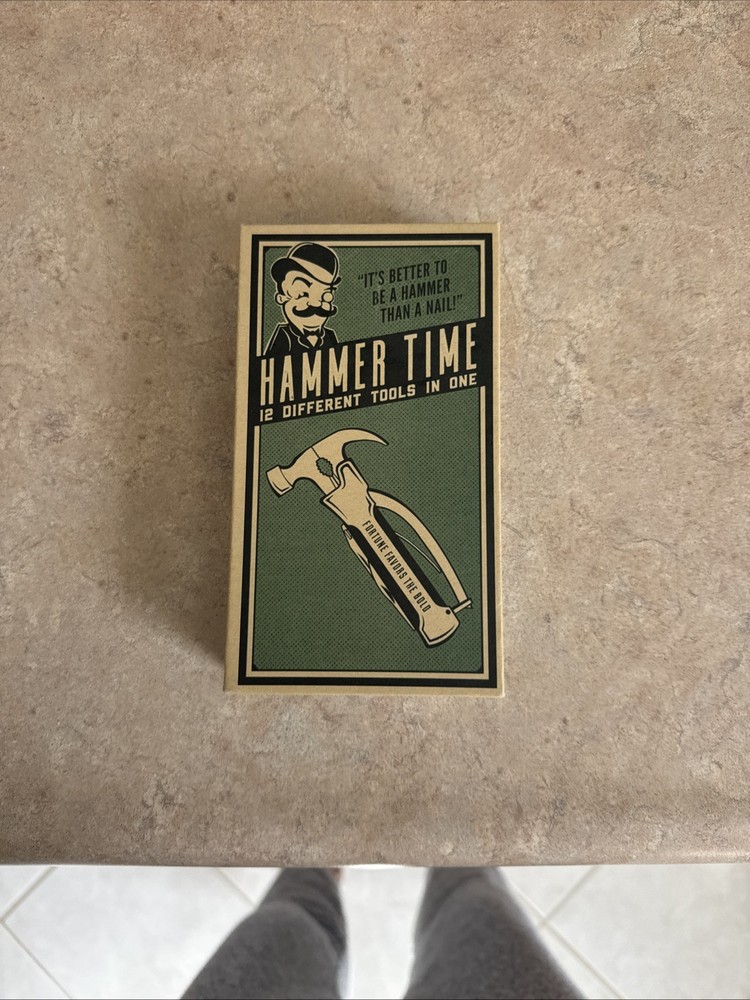 "IT'S BETTER TO
BE A HAMMER
THAN A NAIL!"
HAMMER TIME
12 DIFFERENT TOOLS IN ONE
FORTUNE FAVORS THE BOLD